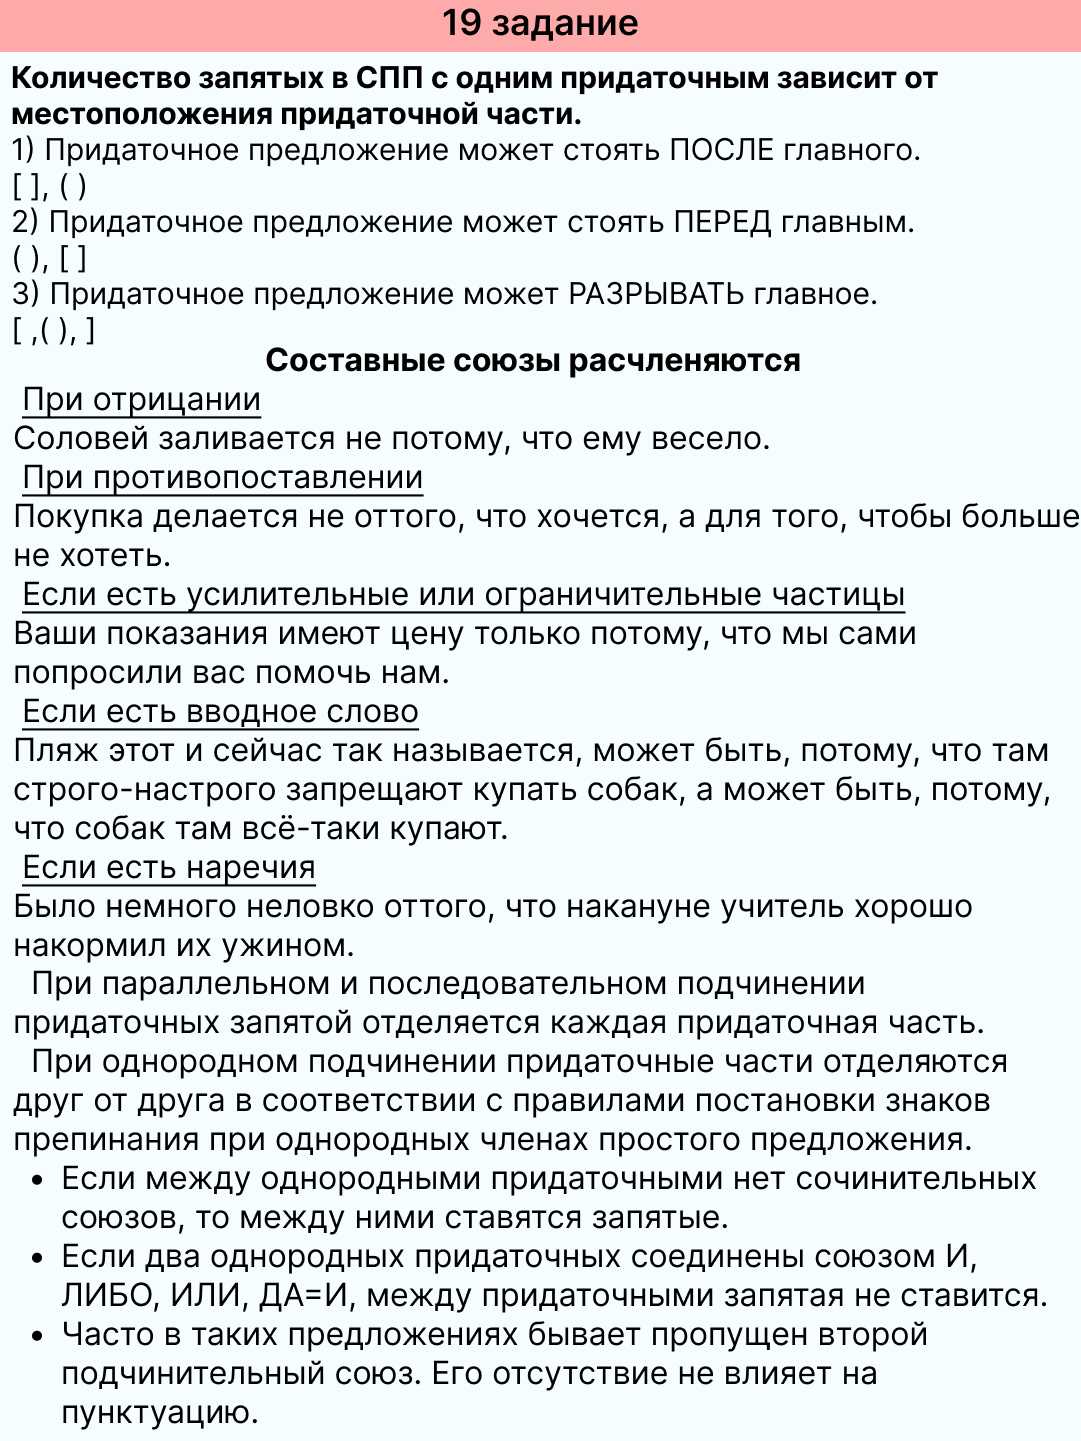 19 задание
Количество запятых в СПП с одним придаточным зависит от
местоположения придаточной части.
1) Придаточное предложение может стоять ПОСЛЕ главного.
[ ], ( )
2) Придаточное предложение может стоять ПЕРЕД главным.
( ), [ ]
3) Придаточное предложение может РАЗРЫВАТЬ главное.
[ ,( ), ]
Составные союзы расчленяются
При отрицании
Соловей заливается не потому, что ему весело.
При противопоставлении
Покупка делается не оттого, что хочется, а для того, чтобы больше
не хотеть.
Если есть усилительные или ограничительные частицы
Ваши показания имеют цену только потому, что мы сами
попросили вас помочь нам.
Если есть вводное слово
Пляж этот и сейчас так называется, может быть, потому, что там
строго-настрого запрещают купать собак, а может быть, потому,
что собак там всё-таки купают.
Если есть наречия
Было немного неловко оттого, что накануне учитель хорошо
накормил их ужином.
При параллельном и последовательном подчинении
придаточных запятой отделяется каждая придаточная часть.
При однородном подчинении придаточные части отделяются
друг от друга в соответствии с правилами постановки знаков
препинания при однородных членах простого предложения.
• Если между однородными придаточными нет сочинительных
союзов, то между ними ставятся запятые.
• Если два однородных придаточных соединены союзом И,
ЛИБО, ИЛИ, ДА=И, между придаточными запятая не ставится.
• Часто в таких предложениях бывает пропущен второй
подчинительный союз. Его отсутствие не влияет на
пунктуацию.